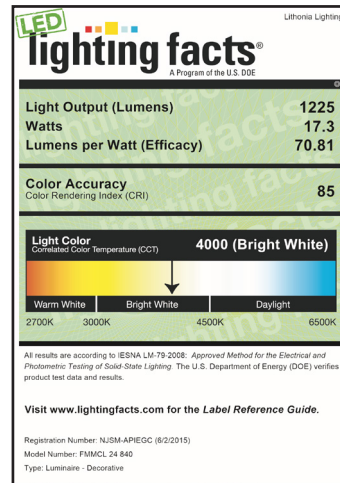 Lithonia Lighting
LED
lighting facts®
A Program of the U.S. DOE
Light Output (Lumens) 1225
Watts 17.3
Lumens per Watt (Efficacy) 70.81
Color Accuracy 85
Color Rendering Index (CRI)
Light Color 4000 (Bright White)
Correlated Color Temperature (CCT)
Warm White Bright White Daylight
2700K 3000K 4500K 6500K
All results are according to IESNA LM-79-2008: Approved Method for the Electrical and
Photometric Testing of Solid-State Lighting. The U.S. Department of Energy (DOE) verifies
product test data and results.
Visit www.lightingfacts.com for the Label Reference Guide.
Registration Number: NJSM-APIEGC (6/2/2015)
Model Number: FMMCL 24 840
Type: Luminaire - Decorative